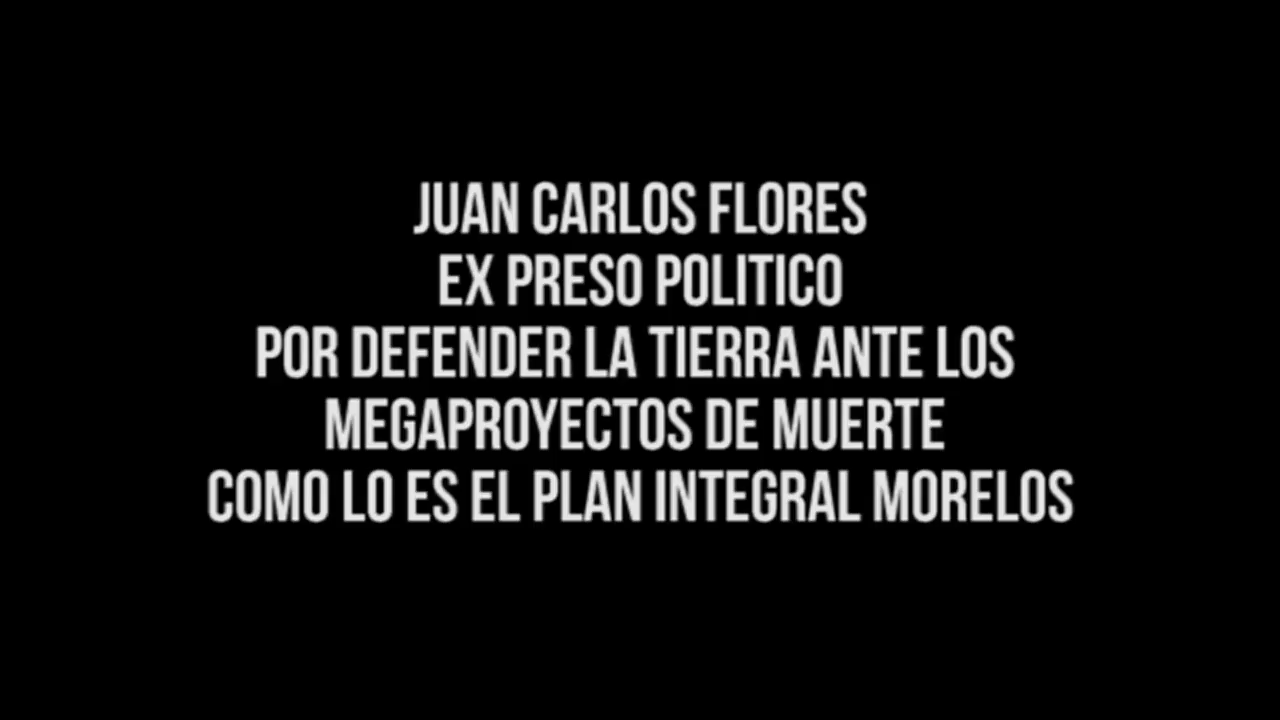 JUAN CARLOS FLORES
EX PRESO POLITICO
POR DEFENDER LA TIERRA ANTE LOS
MEGAPROYECTOS DE MUERTE
COMO LO ES EL PLAN INTEGRAL MORELOS